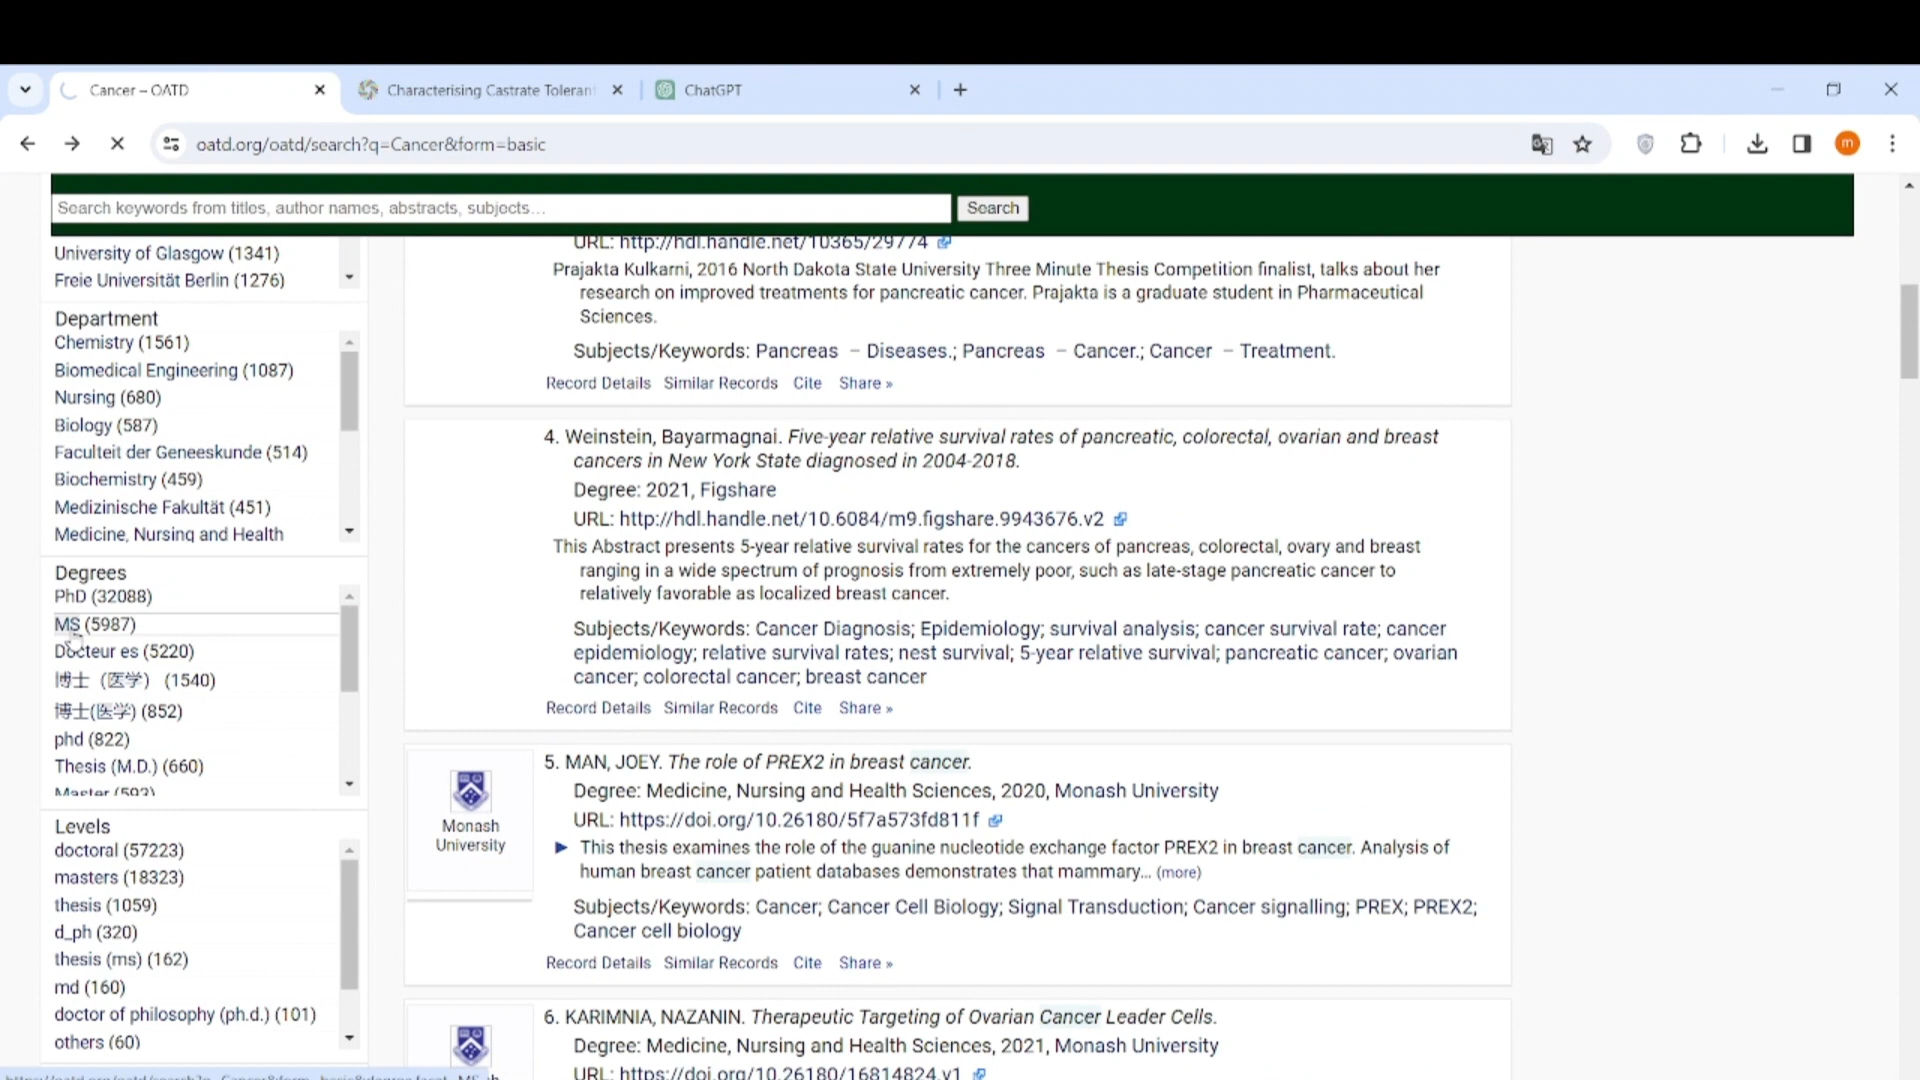 Cancer – OATD
Characterising Castrate Toleran
ChatGPT
oatd.org/oatd/search?q=Cancer&form=basic
m
Search keywords from titles, author names, abstracts, subjects...
Search
University of Glasgow (1341)
Freie Universität Berlin (1276)
Department
Chemistry (1561)
Biomedical Engineering (1087)
Nursing (680)
Biology (587)
Faculteit der Geneeskunde (514)
Biochemistry (459)
Medizinische Fakultät (451)
Medicine, Nursing and Health
Degrees
PhD (32088)
MS (5987)
Docteur es (5220)
博士（医学） (1540)
博士(医学) (852)
phd (822)
Thesis (M.D.) (660)
Master (593)
Levels
doctoral (57223)
masters (18323)
thesis (1059)
d_ph (320)
thesis (ms) (162)
md (160)
doctor of philosophy (ph.d.) (101)
others (60)
URL: http://hdl.handle.net/10365/29774
Prajakta Kulkarni, 2016 North Dakota State University Three Minute Thesis Competition finalist, talks about her
research on improved treatments for pancreatic cancer. Prajakta is a graduate student in Pharmaceutical
Sciences.
Subjects/Keywords: Pancreas – Diseases.; Pancreas – Cancer.; Cancer – Treatment.
Record Details Similar Records Cite Share »
4. Weinstein, Bayarmagnai. Five-year relative survival rates of pancreatic, colorectal, ovarian and breast
cancers in New York State diagnosed in 2004-2018.
Degree: 2021, Figshare
URL: http://hdl.handle.net/10.6084/m9.figshare.9943676.v2
This Abstract presents 5-year relative survival rates for the cancers of pancreas, colorectal, ovary and breast
ranging in a wide spectrum of prognosis from extremely poor, such as late-stage pancreatic cancer to
relatively favorable as localized breast cancer.
Subjects/Keywords: Cancer Diagnosis; Epidemiology; survival analysis; cancer survival rate; cancer
epidemiology; relative survival rates; nest survival; 5-year relative survival; pancreatic cancer; ovarian
cancer; colorectal cancer; breast cancer
Record Details Similar Records Cite Share »
Monash
University
5. MAN, JOEY. The role of PREX2 in breast cancer.
Degree: Medicine, Nursing and Health Sciences, 2020, Monash University
URL: https://doi.org/10.26180/5f7a573fd811f
► This thesis examines the role of the guanine nucleotide exchange factor PREX2 in breast cancer. Analysis of
human breast cancer patient databases demonstrates that mammary... (more)
Subjects/Keywords: Cancer; Cancer Cell Biology; Signal Transduction; Cancer signalling; PREX; PREX2;
Cancer cell biology
Record Details Similar Records Cite Share »
6. KARIMNIA, NAZANIN. Therapeutic Targeting of Ovarian Cancer Leader Cells.
Degree: Medicine, Nursing and Health Sciences, 2021, Monash University
URL: https://doi.org/10.26180/16814824.v1